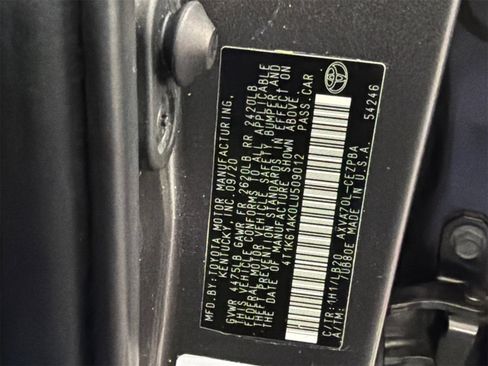 MFD.BY:TOYOTA MOTOR MANUFACTURING,
KENTUCKY, INC.09/20
GVWR 4475LB GAWR FR 2620LB RR 2420LB
THIS VEHICLE CONFORMS TO ALL APPLICABLE
FEDERAL MOTOR VEHICLE SAFETY, BUMPER, AND
THEFT PREVENTION STANDARDS IN EFFECT ON
THE DATE OF MANUFACTURE SHOWN ABOVE.
4T1K61AK0LU509012 PASS.CAR
C/TR:1H1/LB20 AXVA70L-CEZPBA
A/TM: 7UB80E MADE IN U.S.A.
54246